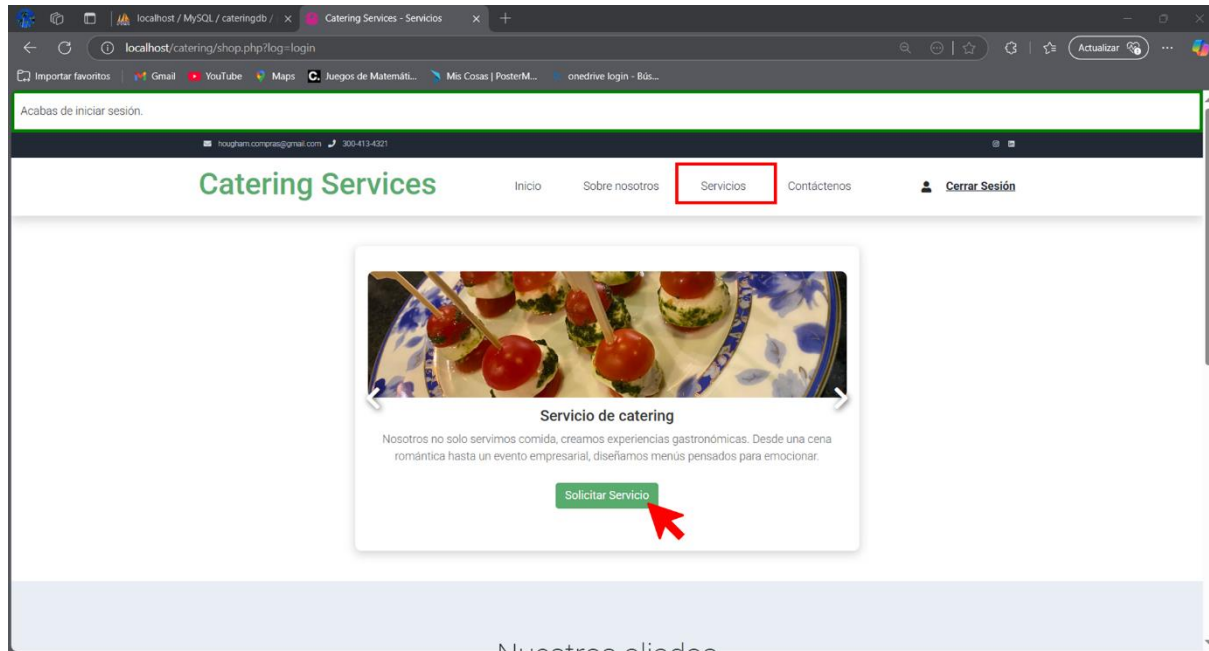 localhost / MySQL / cateringdb /
Catering Services - Servicios
localhost/catering/shop.php?log=login
Actualizar
Importar favoritos
Gmail
YouTube
Maps
Juegos de Matemáti...
Mis Cosas | PosterM...
onedrive login - Bús...
Acabas de iniciar sesión.
hougham.compras@gmail.com 300-413-4321
Catering Services
Inicio
Sobre nosotros
Servicios
Contáctenos
Cerrar Sesión
Servicio de catering
Nosotros no solo servimos comida, creamos experiencias gastronómicas. Desde una cena
romántica hasta un evento empresarial, diseñamos menús pensados para emocionar.
Solicitar Servicio
Nuestros aliados